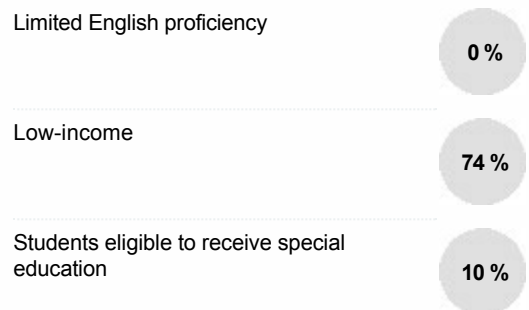 Limited English proficiency
0 %
Low-income
74 %
Students eligible to receive special
education
10 %